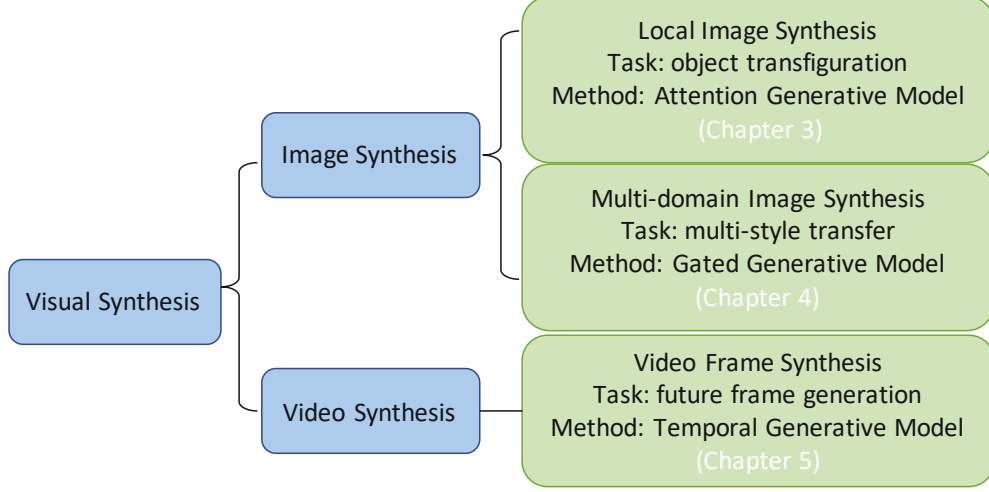 Visual Synthesis
Image Synthesis
Local Image Synthesis
Task: object transfiguration
Method: Attention Generative Model
(Chapter 3)
Multi-domain Image Synthesis
Task: multi-style transfer
Method: Gated Generative Model
(Chapter 4)
Video Synthesis
Video Frame Synthesis
Task: future frame generation
Method: Temporal Generative Model
(Chapter 5)